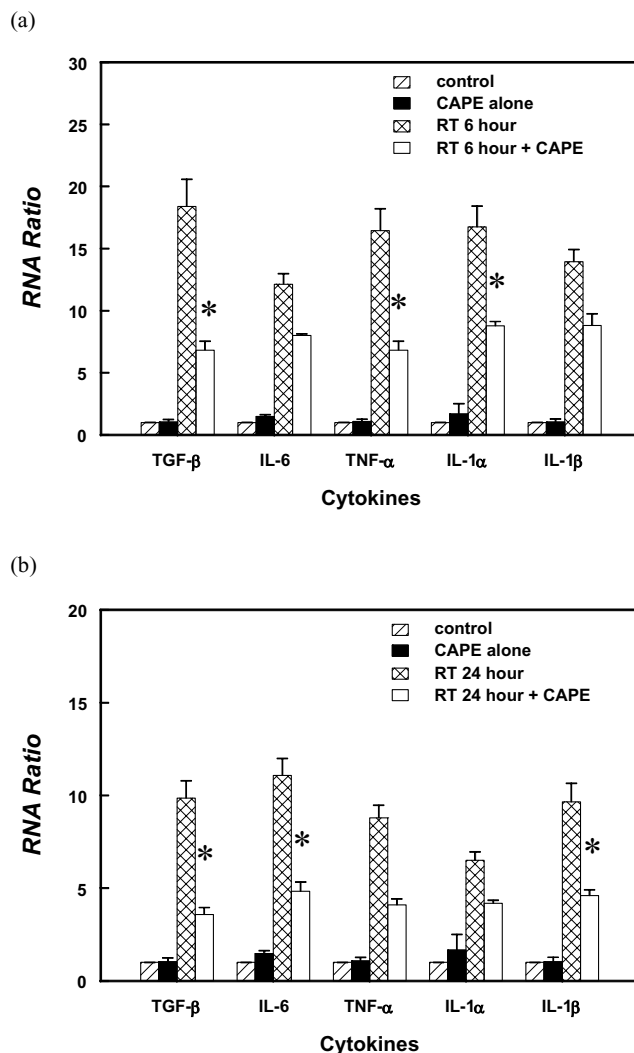 (a)
30
25
20
15
10
5
0
RNA Ratio
control
CAPE alone
RT 6 hour
RT 6 hour + CAPE
* * *
TGF-β IL-6 TNF-α IL-1α IL-1β
Cytokines
(b)
20
15
10
5
0
RNA Ratio
control
CAPE alone
RT 24 hour
RT 24 hour + CAPE
* * *
TGF-β IL-6 TNF-α IL-1α IL-1β
Cytokines